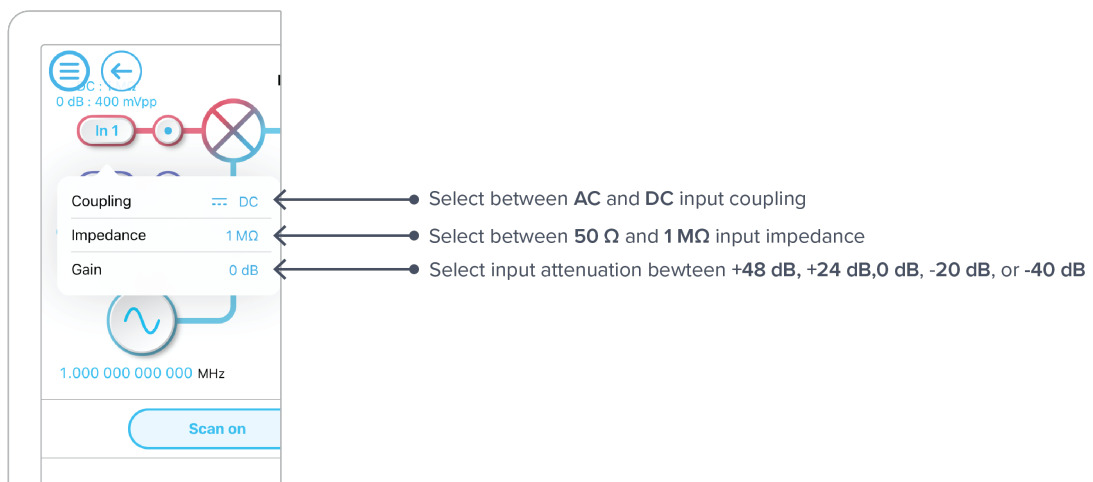 0 dB : 400 mVpp
In 1
Coupling DC
Impedance 1 MΩ
Gain 0 dB
1.000 000 000 000 MHz
Scan on
Select between AC and DC input coupling
Select between 50 Ω and 1 MΩ input impedance
Select input attenuation bewteen +48 dB, +24 dB,0 dB, -20 dB, or -40 dB